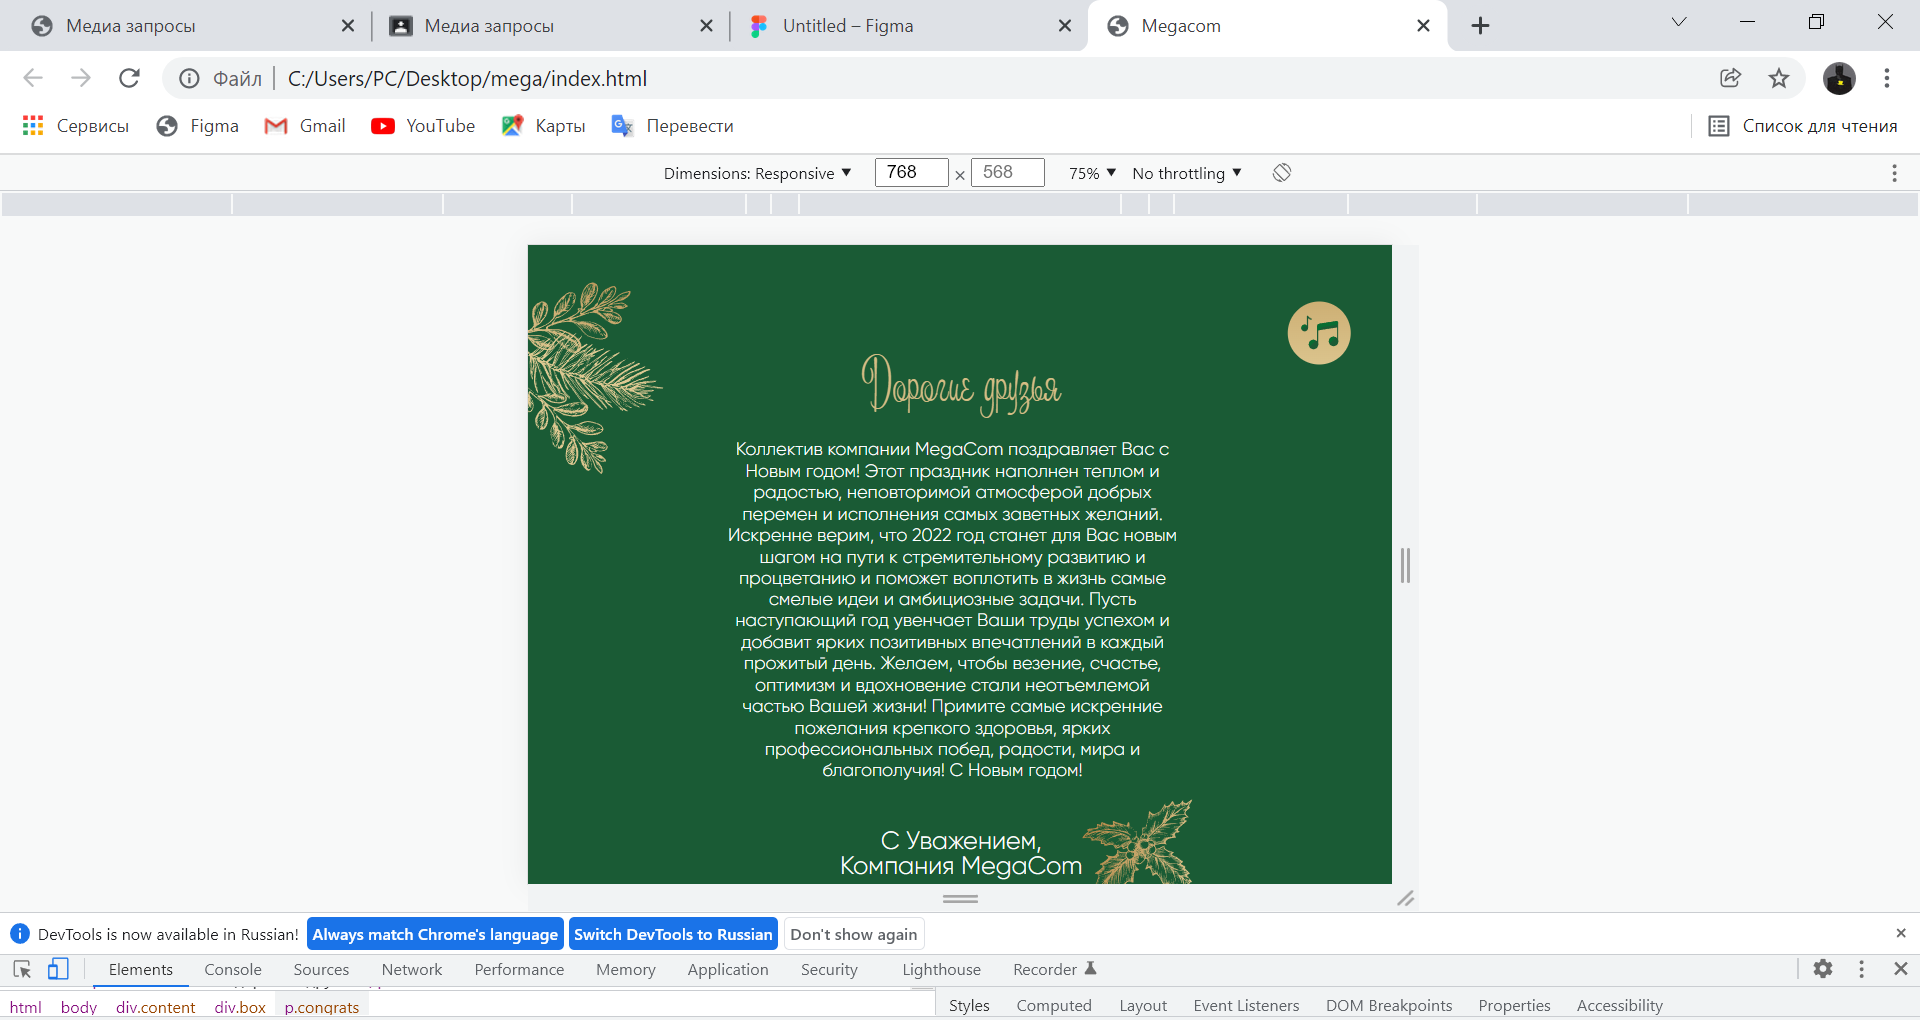 Медиа запросы
Медиа запросы
Untitled – Figma
Megacom
Файл
C:/Users/PC/Desktop/mega/index.html
Сервисы
Figma
Gmail
YouTube
Карты
Перевести
Список для чтения
Dimensions: Responsive
768 × 568
75%
No throttling
Дорогие друзья
Коллектив компании MegaCom поздравляет Вас с
Новым годом! Этот праздник наполнен теплом и
радостью, неповторимой атмосферой добрых
перемен и исполнения самых заветных желаний.
Искренне верим, что 2022 год станет для Вас новым
шагом на пути к стремительному развитию и
процветанию и поможет воплотить в жизнь самые
смелые идеи и амбициозные задачи. Пусть
наступающий год увенчает Ваши труды успехом и
добавит ярких позитивных впечатлений в каждый
прожитый день. Желаем, чтобы везение, счастье,
оптимизм и вдохновение стали неотъемлемой
частью Вашей жизни! Примите самые искренние
пожелания крепкого здоровья, ярких
профессиональных побед, радости, мира и
благополучия! С Новым годом!
С Уважением,
Компания MegaCom
DevTools is now available in Russian!
Always match Chrome's language
Switch DevTools to Russian
Don't show again
Elements
Console
Sources
Network
Performance
Memory
Application
Security
Lighthouse
Recorder
html
body
div.content
div.box
p.congrats
Styles
Computed
Layout
Event Listeners
DOM Breakpoints
Properties
Accessibility